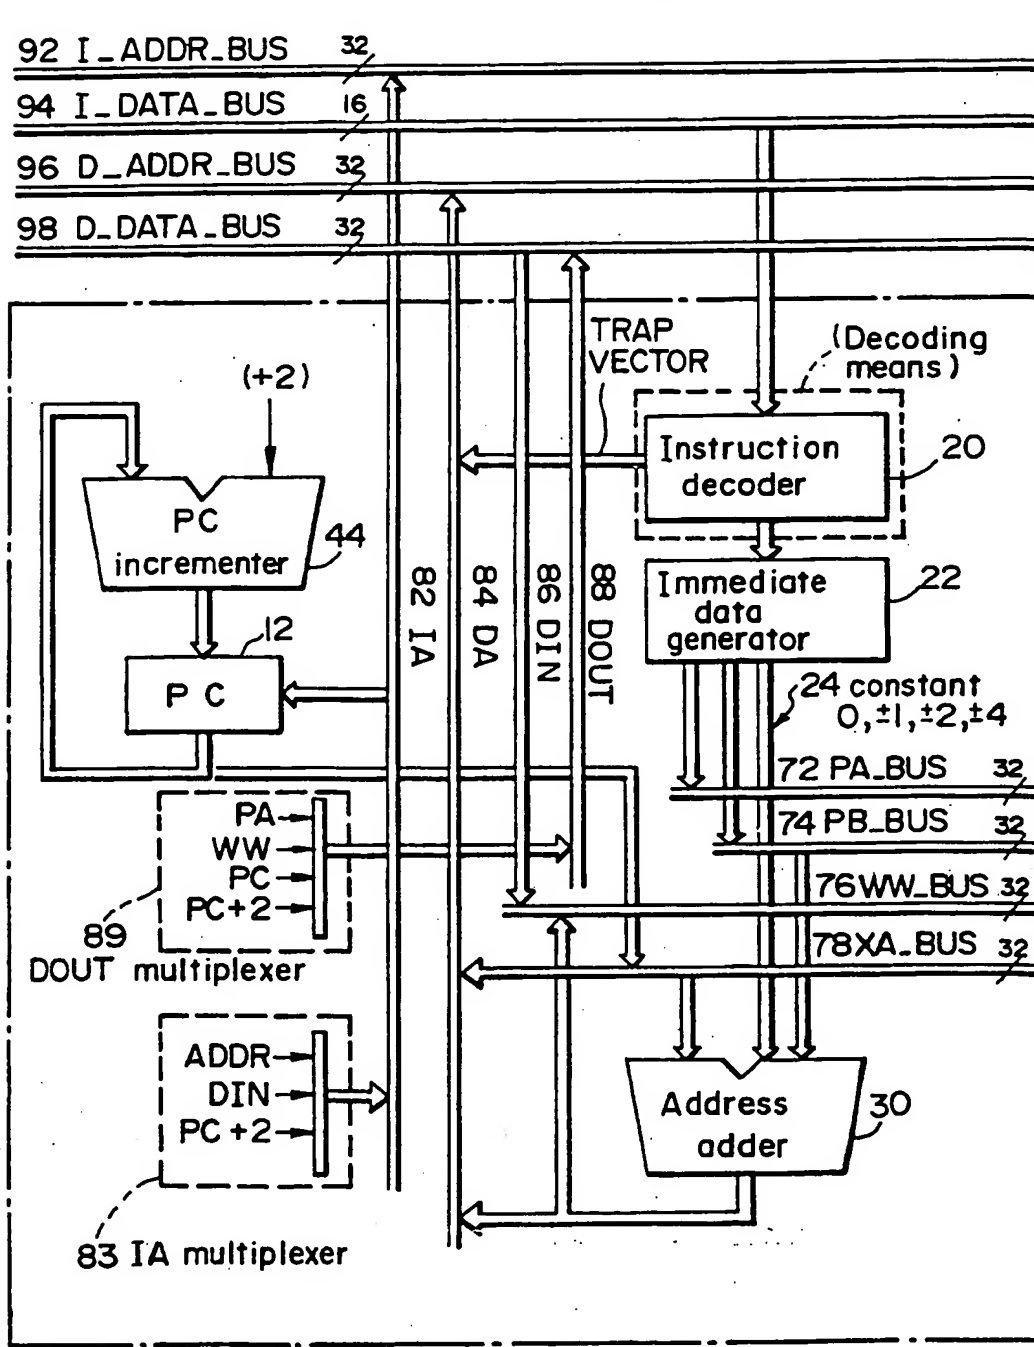 92 I_ADDR_BUS 32
94 I_DATA_BUS 16
96 D_ADDR_BUS 32
98 D_DATA_BUS 32
TRAP
VECTOR
(Decoding
means)
(+2)
Instruction
decoder
20
PC
incrementer
44
82 IA
84 DA
86 DIN
88 DOUT
Immediate
data
generator
22
12
PC
24 constant
0,±1,±2,±4
72 PA_BUS 32
74 PB_BUS 32
76 WW_BUS 32
78 XA_BUS 32
PA
WW
PC
PC+2
89
DOUT multiplexer
ADDR
DIN
PC+2
83 IA multiplexer
Address
adder
30